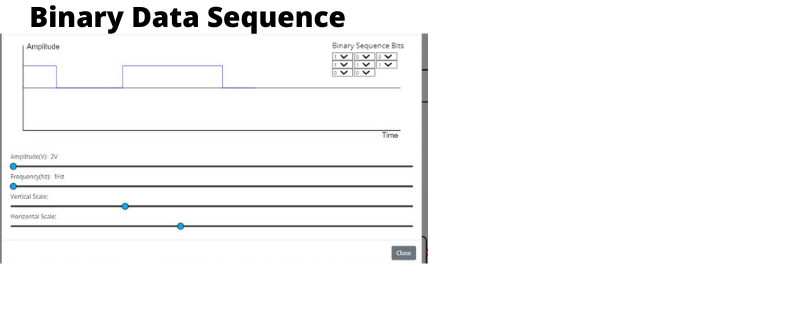 Binary Data Sequence
Amplitude
Binary Sequence Bits
1 0 0
1 1 1
0 0
Time
Amplitude(V): 2V
Frequency(hz): 1Hz
Vertical Scale:
Horizontal Scale:
Close